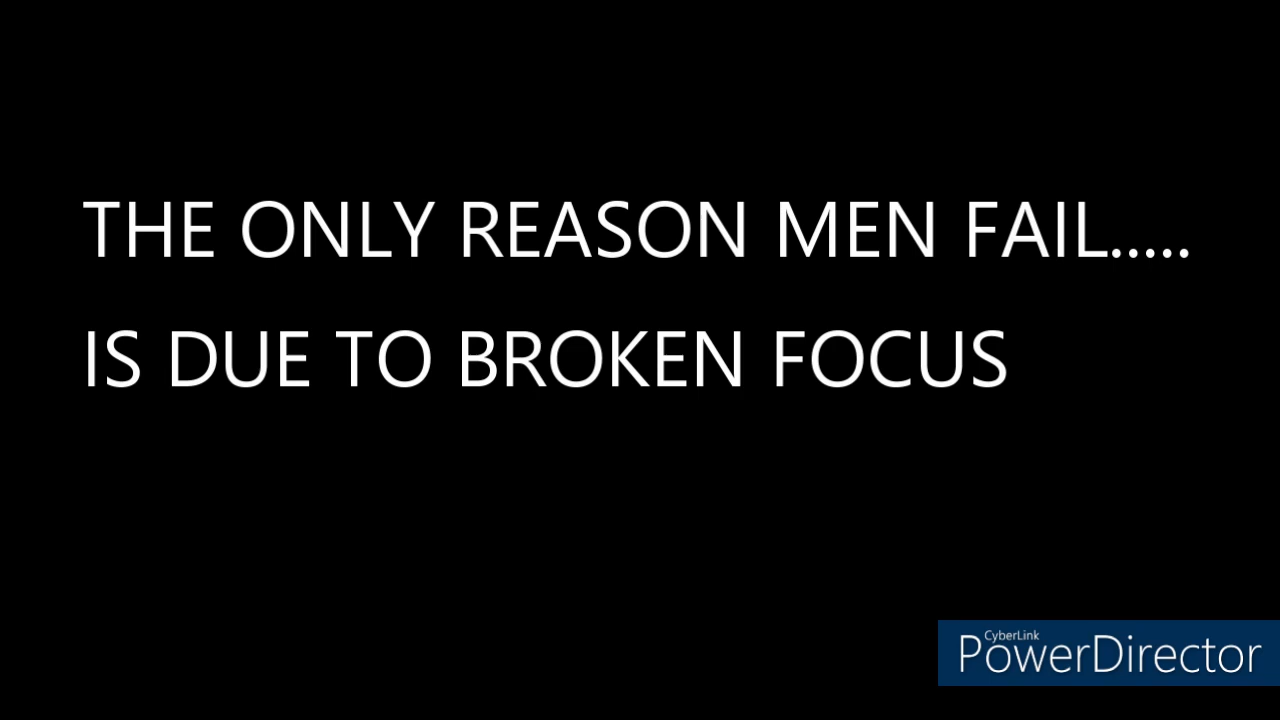 THE ONLY REASON MEN FAIL.....
IS DUE TO BROKEN FOCUS
CyberLink
PowerDirector